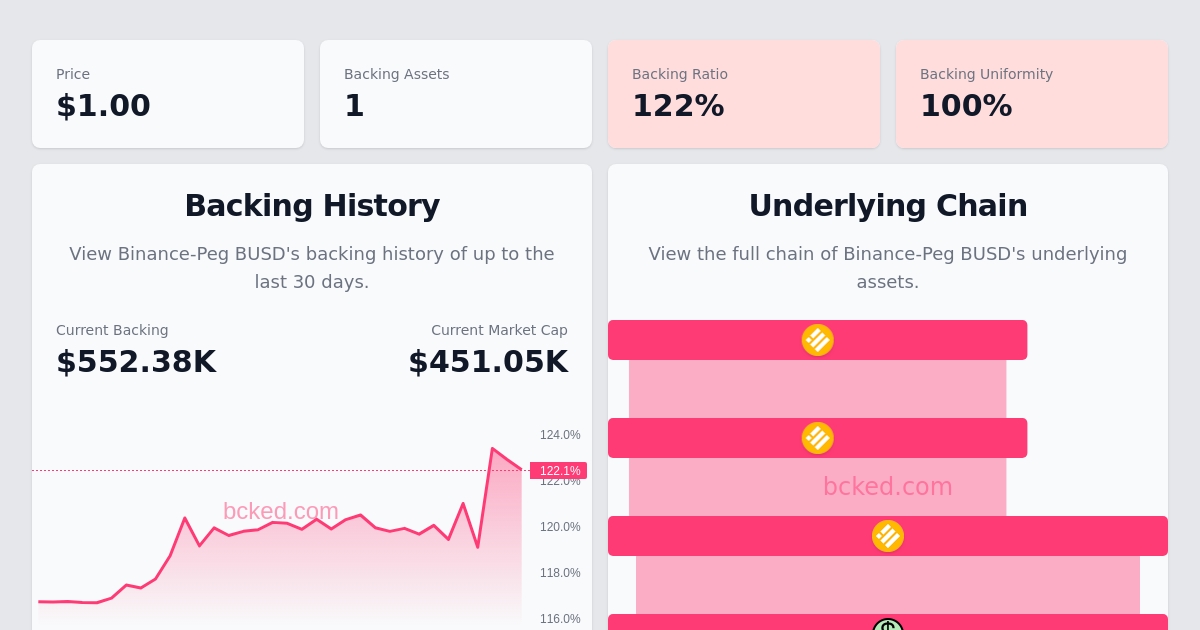 Price
$1.00
Backing Assets
1
Backing Ratio
122%
Backing Uniformity
100%
Backing History
View Binance-Peg BUSD's backing history of up to the
last 30 days.
Current Backing
$552.38K
Current Market Cap
$451.05K
124.0%
122.1%
122.0%
bcked.com
120.0%
118.0%
116.0%
Underlying Chain
View the full chain of Binance-Peg BUSD's underlying
assets.
bcked.com
$